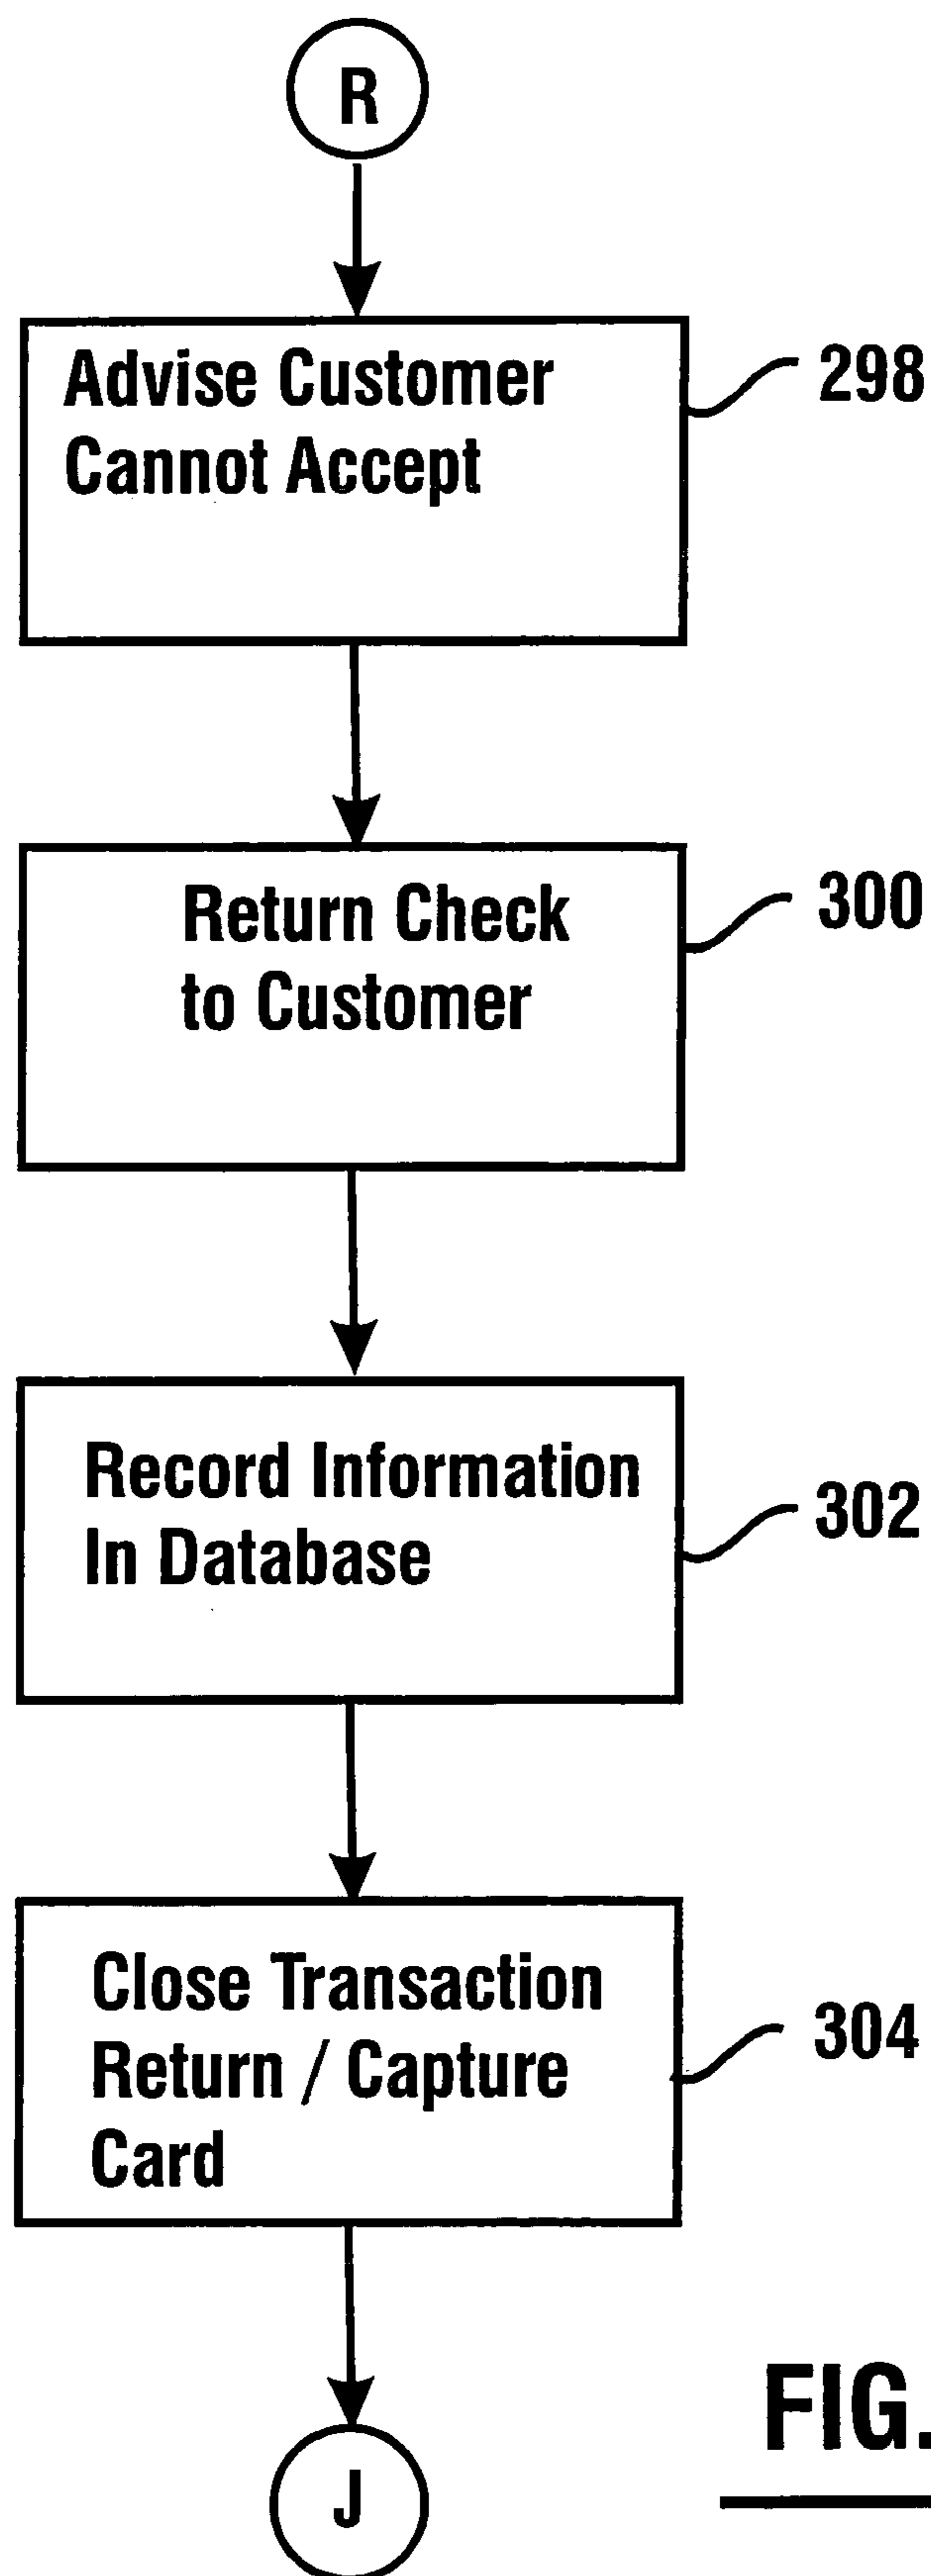 R
Advise Customer
Cannot Accept
298
Return Check
to Customer
300
Record Information
In Database
302
Close Transaction
Return / Capture
Card
304
J
FIG.